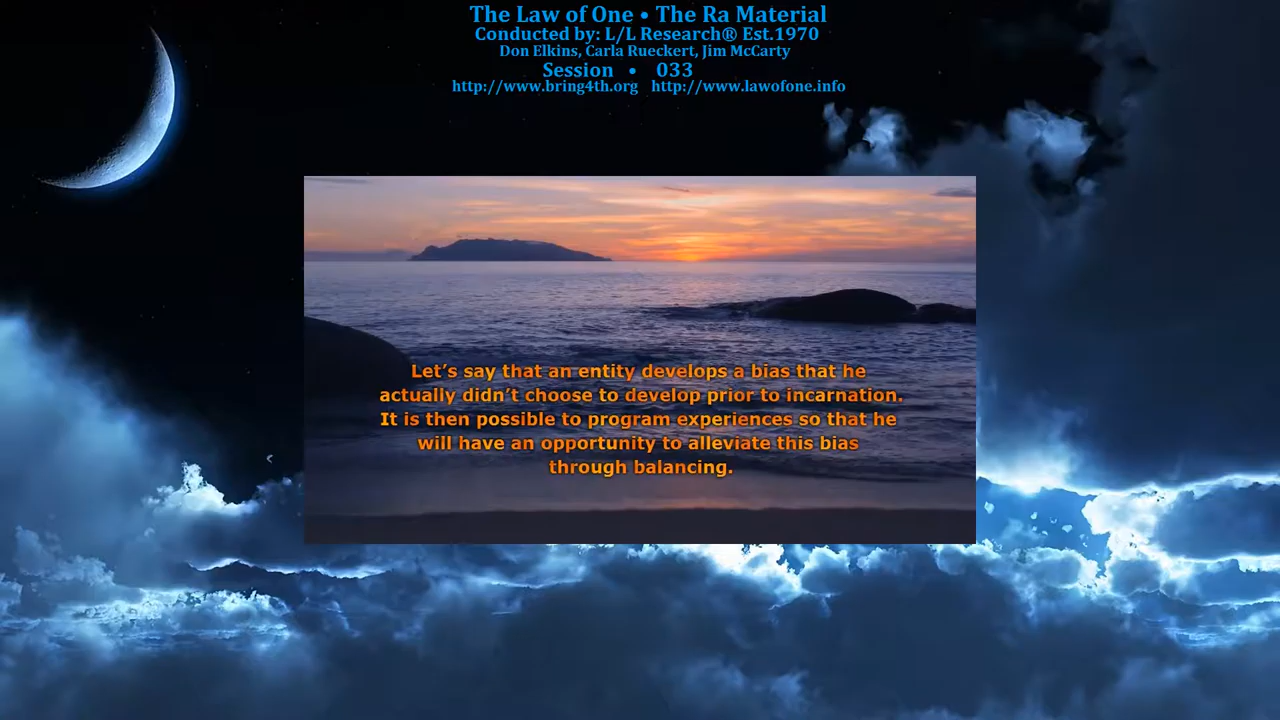 The Law of One • The Ra Material
Conducted by: L/L Research® Est.1970
Don Elkins, Carla Rueckert, Jim McCarty
Session • 033
http://www.bring4th.org http://www.lawofone.info
Let’s say that an entity develops a bias that he
actually didn’t choose to develop prior to incarnation.
It is then possible to program experiences so that he
will have an opportunity to alleviate this bias
through balancing.